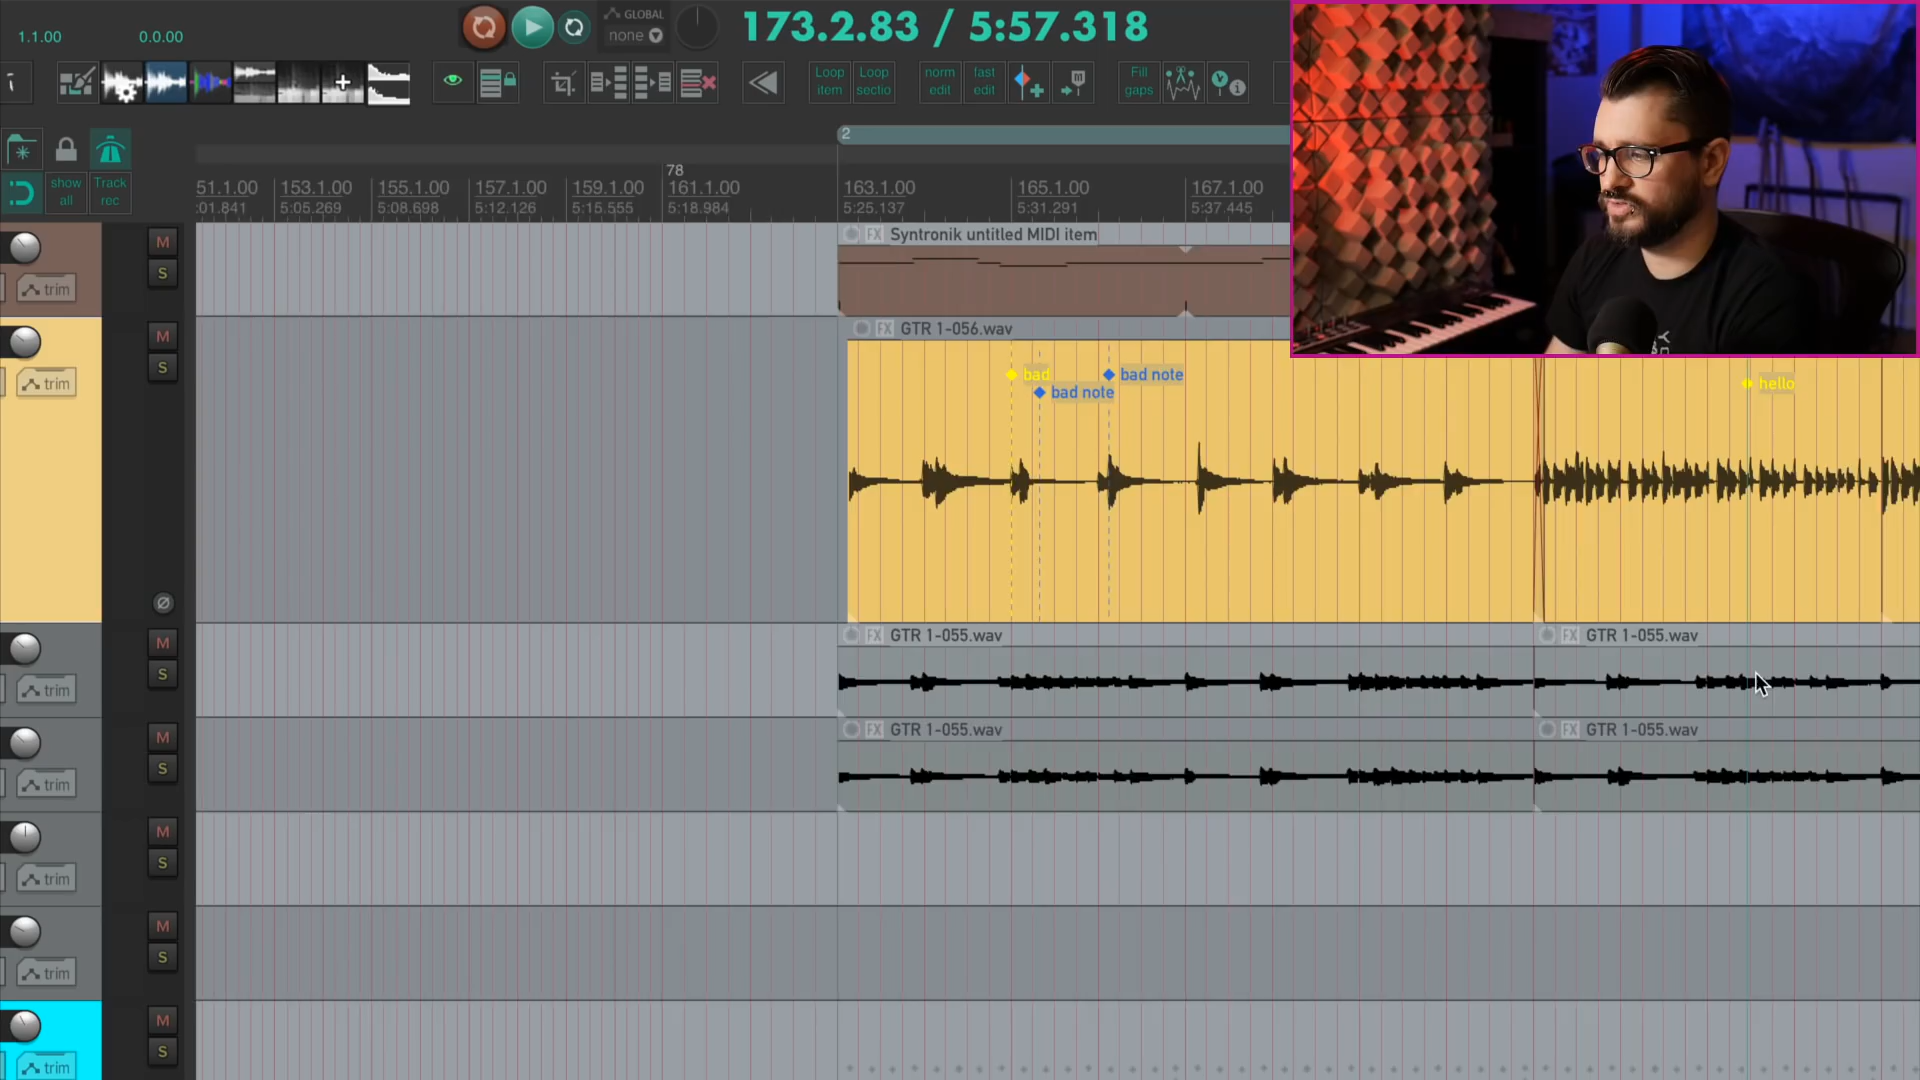 1.1.00
0.0.00
GLOBAL
none
173.2.83 / 5:57.318
Loop item
Loop sectio
norm edit
fast edit
Fill gaps
show all
Track rec
2
78
51.1.00
153.1.00
155.1.00
157.1.00
159.1.00
161.1.00
163.1.00
165.1.00
167.1.00
:01.841
5:05.269
5:08.698
5:12.126
5:15.555
5:18.984
5:25.137
5:31.291
5:37.445
M
S
trim
FX
Syntronik untitled MIDI item
M
S
trim
FX
GTR 1-056.wav
bad
bad note
bad note
hello
M
S
trim
FX
GTR 1-055.wav
FX
GTR 1-055.wav
M
S
trim
FX
GTR 1-055.wav
FX
GTR 1-055.wav
M
S
trim
M
S
trim
M
S
trim